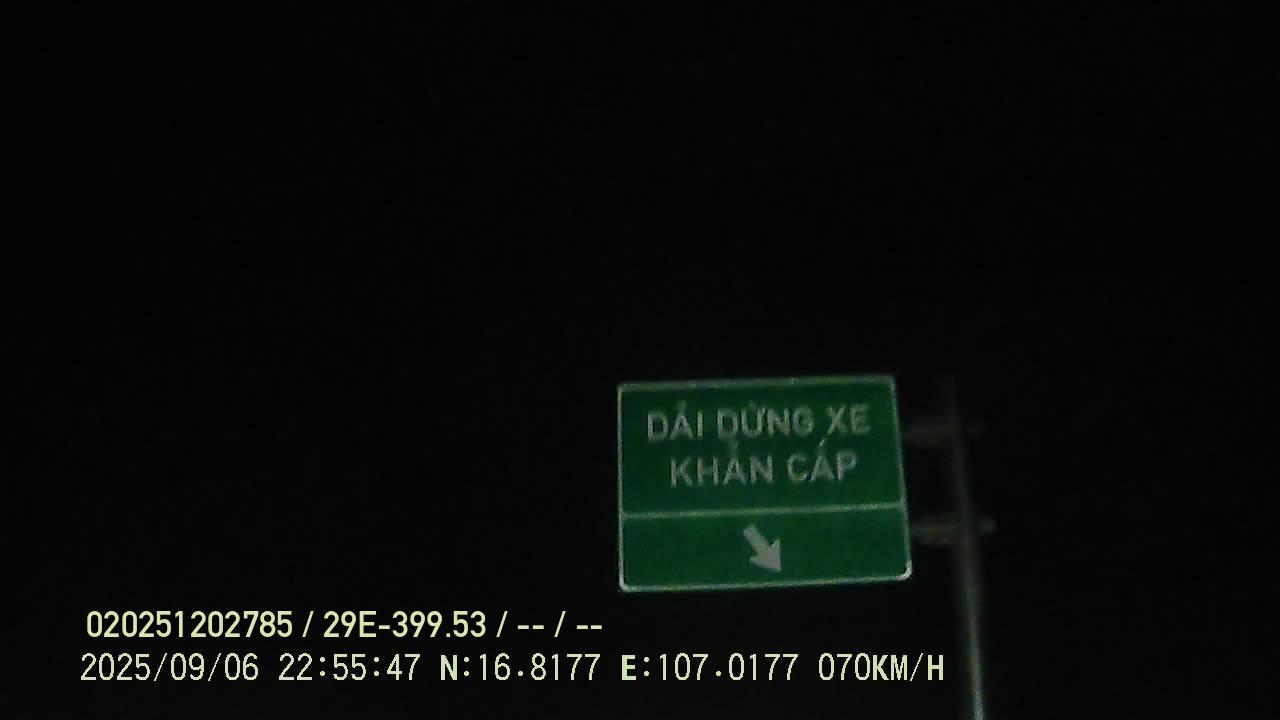 DẢI DỪNG XE
KHẨN CẤP
020251202785 / 29E-399.53 / -- / --
2025/09/06 22:55:47 N:16.8177 E:107.0177 070KM/H